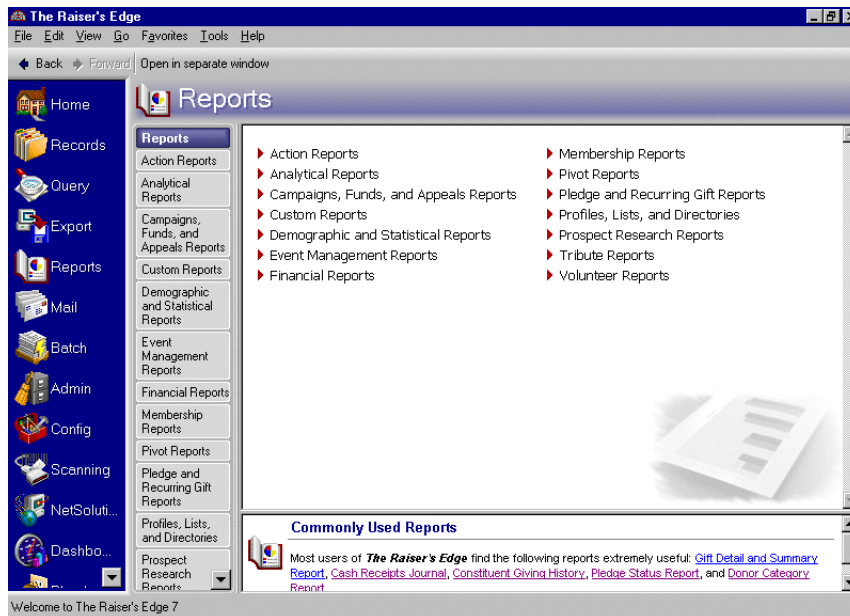 The Raiser's Edge
File Edit View Go Favorites Tools Help
Back Forward Open in separate window
Reports
Home
Records
Query
Export
Reports
Mail
Batch
Admin
Config
Scanning
NetSoluti...
Dashbo...
Reports
Action Reports
Analytical
Reports
Campaigns,
Funds, and
Appeals Reports
Custom Reports
Demographic
and Statistical
Reports
Event
Management
Reports
Financial Reports
Membership
Reports
Pivot Reports
Pledge and
Recurring Gift
Reports
Profiles, Lists,
and Directories
Prospect
Research
Reports
Action Reports
Analytical Reports
Campaigns, Funds, and Appeals Reports
Custom Reports
Demographic and Statistical Reports
Event Management Reports
Financial Reports
Membership Reports
Pivot Reports
Pledge and Recurring Gift Reports
Profiles, Lists, and Directories
Prospect Research Reports
Tribute Reports
Volunteer Reports
Commonly Used Reports
Most users of The Raiser's Edge find the following reports extremely useful: Gift Detail and Summary
Report, Cash Receipts Journal, Constituent Giving History, Pledge Status Report, and Donor Category
Report
Welcome to The Raiser's Edge 7